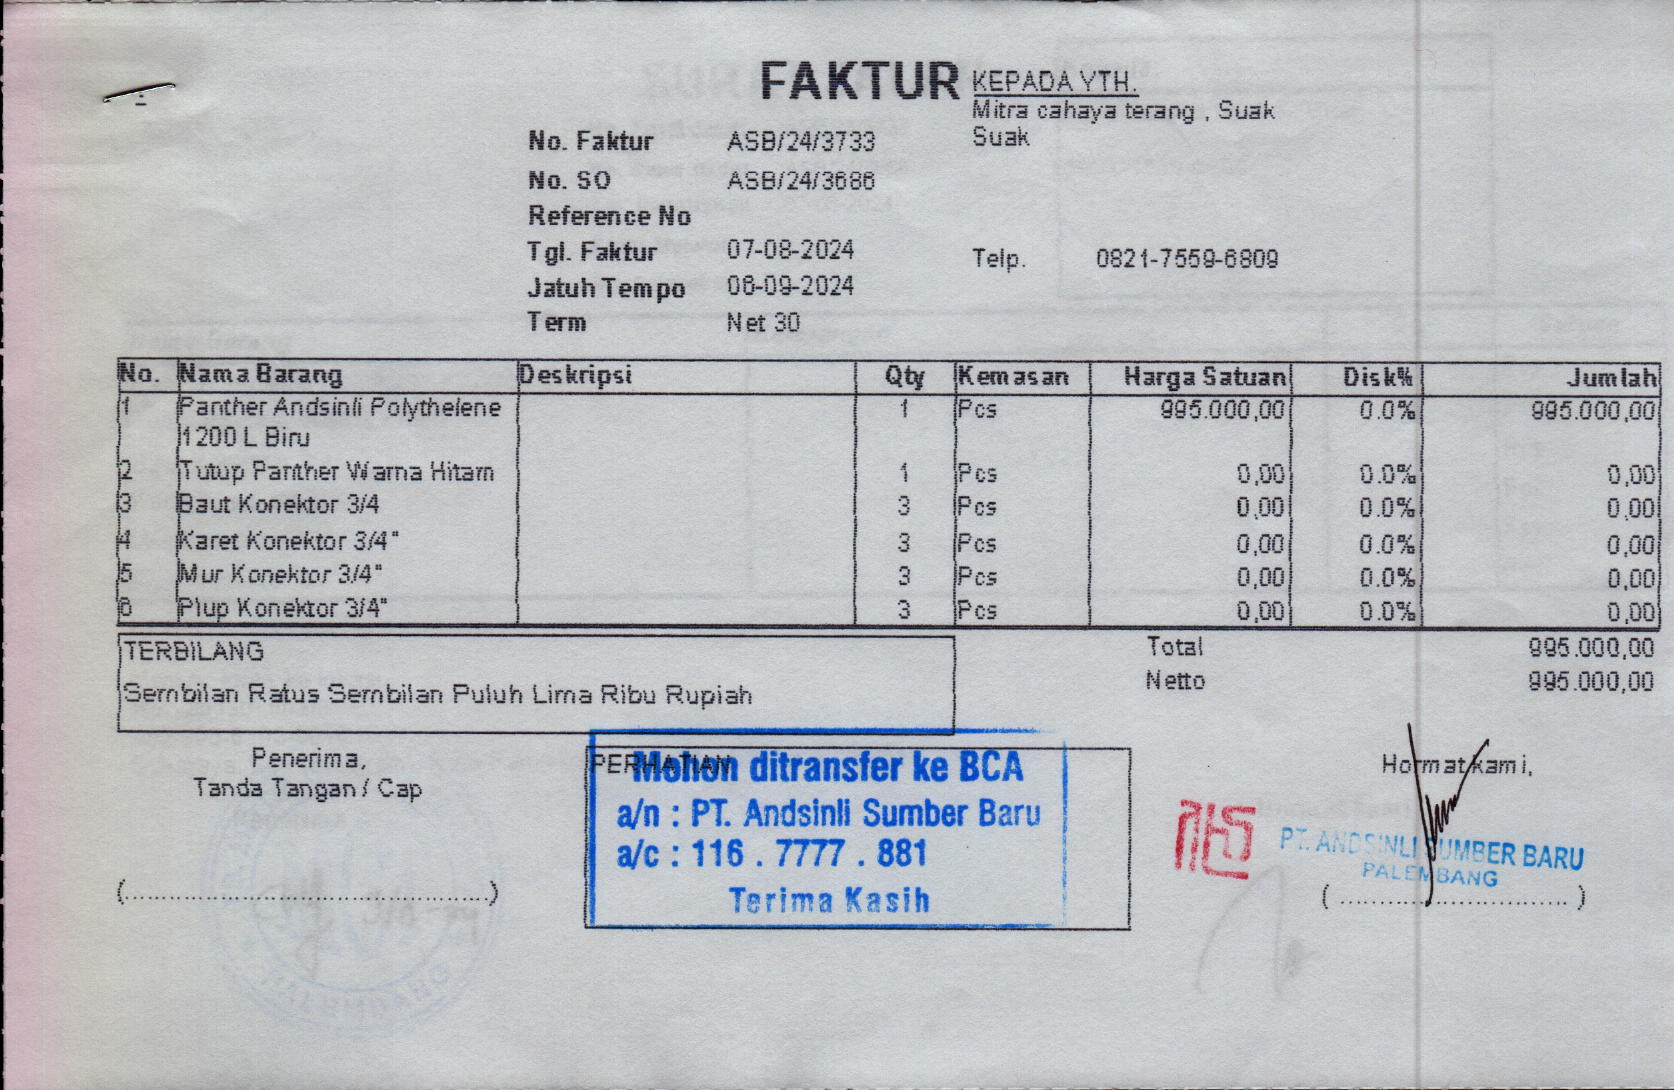 FAKTUR
KEPADA YTH.
Mitra cahaya terang , Suak
Suak
No. Faktur ASB/24/3733
No. SO ASB/24/3686
Reference No
Tgl. Faktur 07-08-2024
Telp. 0821-7559-6809
Jatuh Tempo 06-09-2024
Term Net 30
No. Nama Barang Deskripsi Qty Kemasan Harga Satuan Disk% Jumlah
1 Panther Andsinli Polythelene 1 Pcs 995.000,00 0.0% 995.000,00
1200 L Biru
2 Tutup Panther Warna Hitam 1 Pcs 0,00 0.0% 0,00
3 Baut Konektor 3/4 3 Pcs 0,00 0.0% 0,00
4 Karet Konektor 3/4" 3 Pcs 0,00 0.0% 0,00
5 Mur Konektor 3/4" 3 Pcs 0,00 0.0% 0,00
6 Plup Konektor 3/4" 3 Pcs 0,00 0.0% 0,00
TERBILANG
Sembilan Ratus Sembilan Puluh Lima Ribu Rupiah
Total 995.000,00
Netto 995.000,00
Penerima,
Tanda Tangan / Cap
(................................................)
PERHATIAN
Mohon ditransfer ke BCA
a/n : PT. Andsinli Sumber Baru
a/c : 116 . 7777 . 881
Terima Kasih
Hormat kami,
PT. ANDSINLI SUMBER BARU
PALEMBANG
( ............................. )
PALEMBANG